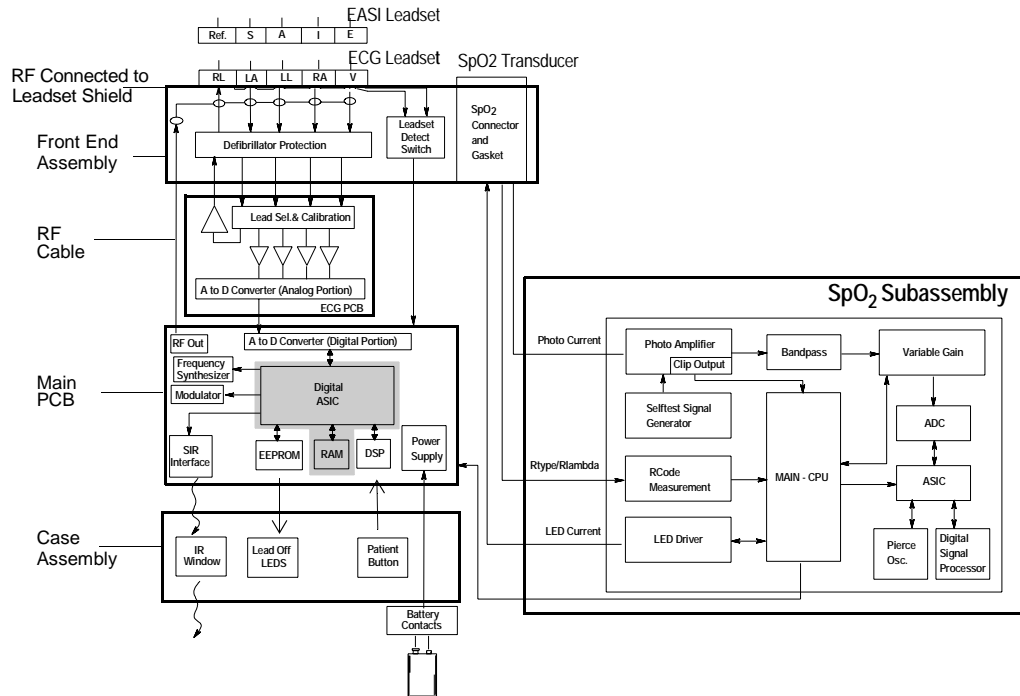 EASI Leadset
Ref. S A I E
ECG Leadset
SpO2 Transducer
RL LA LL RA V
RF Connected to
Leadset Shield
Front End
Assembly
Defibrillator Protection
Leadset
Detect
Switch
SpO2
Connector
and
Gasket
RF
Cable
Lead Sel.& Calibration
A to D Converter (Analog Portion)
ECG PCB
Main
PCB
RF Out
A to D Converter (Digital Portion)
Frequency
Synthesizer
Modulator
Digital
ASIC
SIR
Interface
EEPROM
RAM
DSP
Power
Supply
Case
Assembly
IR
Window
Lead Off
LEDS
Patient
Button
Battery
Contacts
SpO2 Subassembly
Photo Current
Photo Amplifier
Clip Output
Bandpass
Variable Gain
Selftest Signal
Generator
ADC
Rtype/Rlambda
RCode
Measurement
MAIN - CPU
ASIC
LED Current
LED Driver
Pierce
Osc.
Digital
Signal
Processor